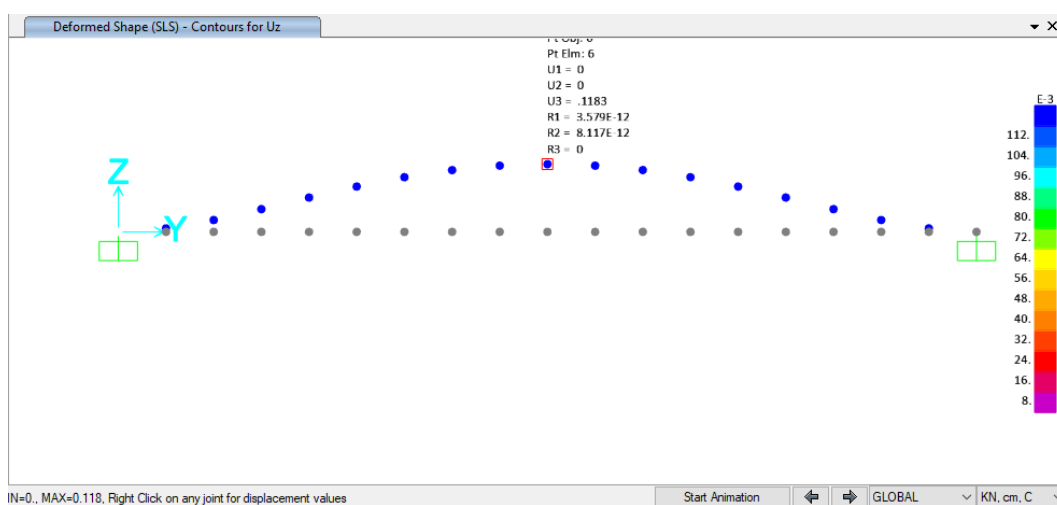 Deformed Shape (SLS) - Contours for Uz
Pt Obj: 6
Pt Elm: 6
U1 = 0
U2 = 0
U3 = .1183
R1 = 3.579E-12
R2 = 8.117E-12
R3 = 0
E-3
112.
104.
96.
88.
80.
72.
64.
56.
48.
40.
32.
24.
16.
8.
Z
Y
IN=0., MAX=0.118, Right Click on any joint for displacement values
Start Animation
GLOBAL
KN, cm, C